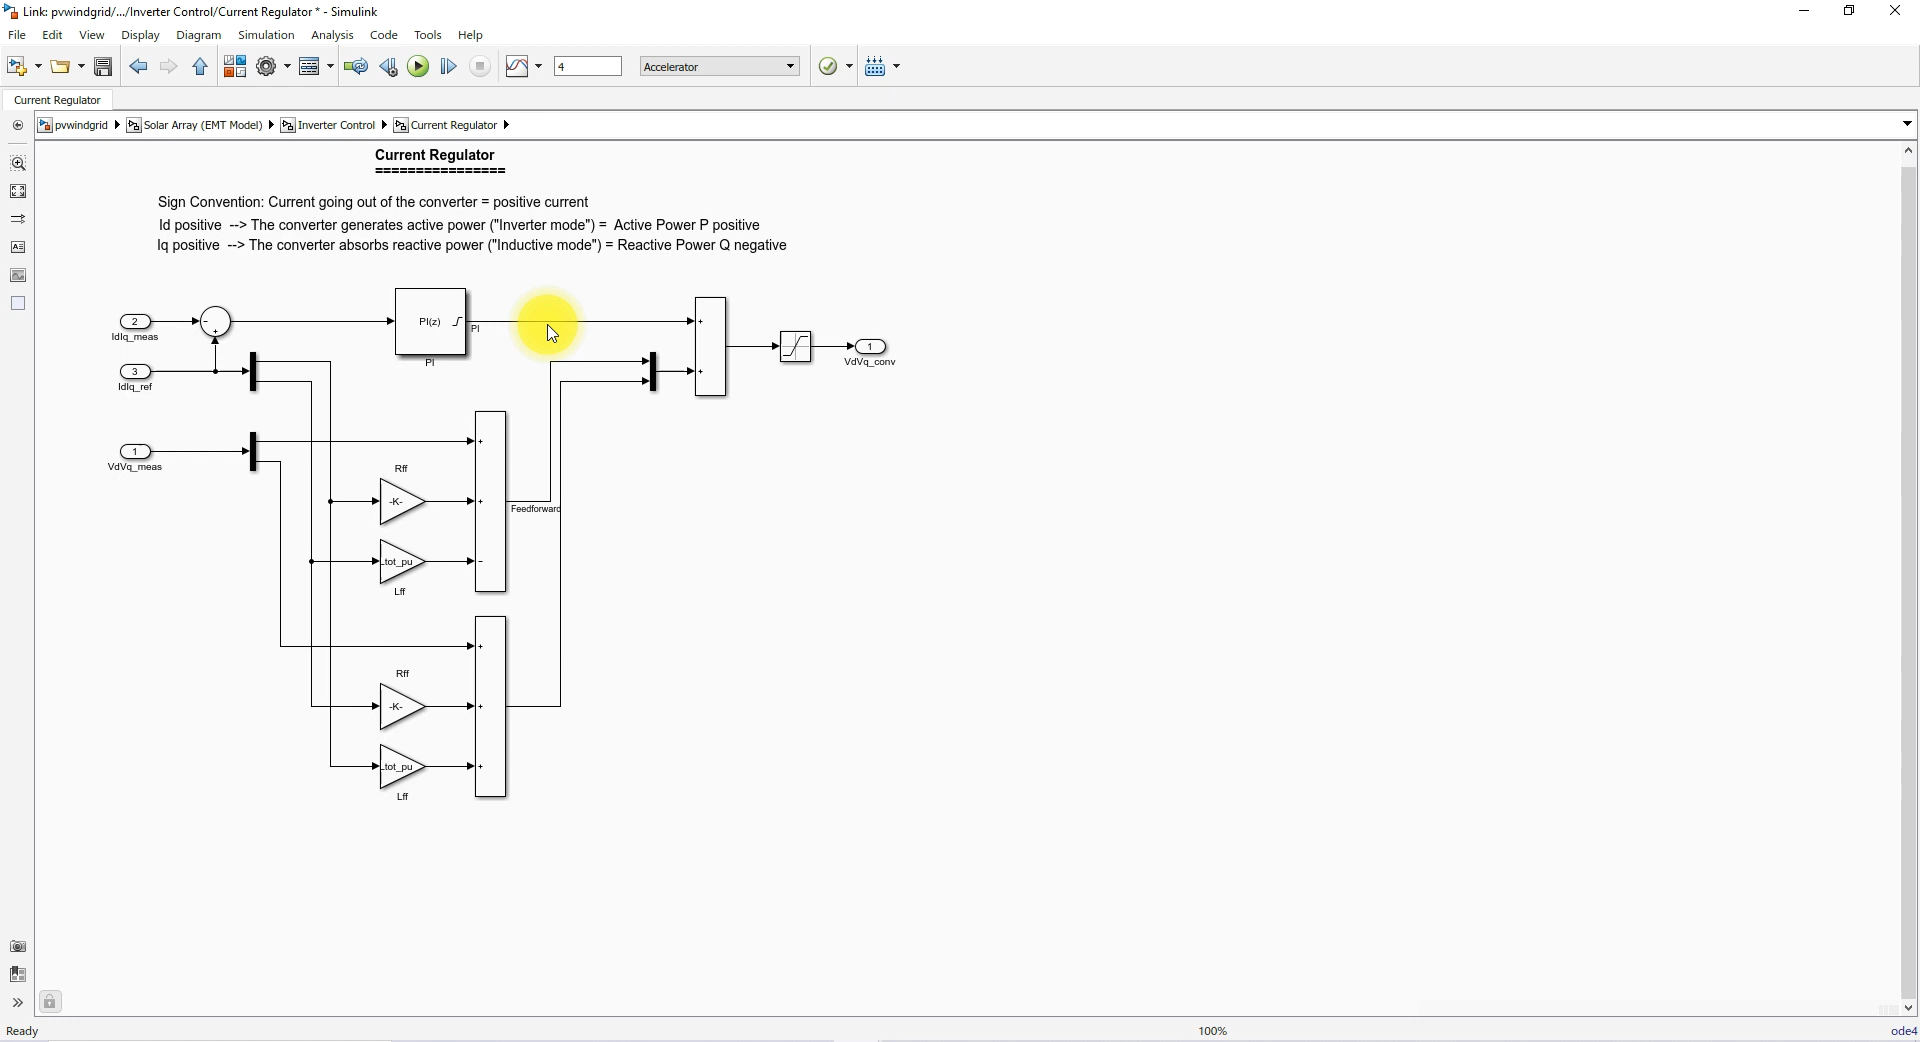 Link: pvwindgrid/.../Inverter Control/Current Regulator * - Simulink
File Edit View Display Diagram Simulation Analysis Code Tools Help
4 Accelerator
Current Regulator
pvwindgrid Solar Array (EMT Model) Inverter Control Current Regulator
Current Regulator
================
Sign Convention: Current going out of the converter = positive current
Id positive --> The converter generates active power ("Inverter mode") = Active Power P positive
Iq positive --> The converter absorbs reactive power ("Inductive mode") = Reactive Power Q negative
2 PI(z)
IdIq_meas PI
PI
3
IdIq_ref
1
VdVq_conv
1
VdVq_meas
Rff
-K-
Feedforward
_tot_pu
Lff
Rff
-K-
_tot_pu
Lff
Ready 100% ode4